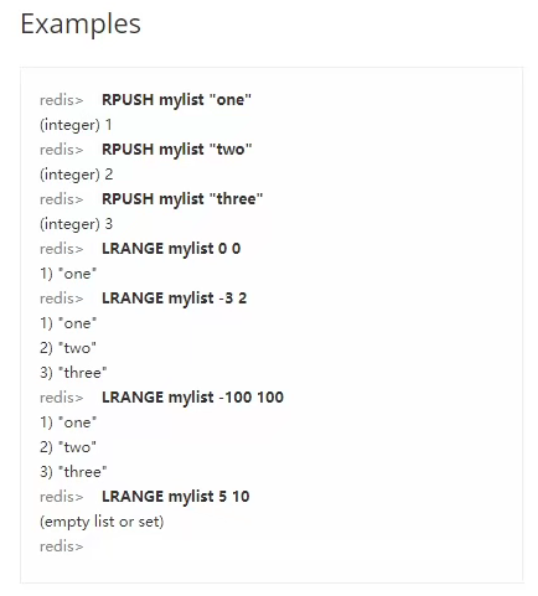 Examples
redis> RPUSH mylist "one"
(integer) 1
redis> RPUSH mylist "two"
(integer) 2
redis> RPUSH mylist "three"
(integer) 3
redis> LRANGE mylist 0 0
1) "one"
redis> LRANGE mylist -3 2
1) "one"
2) "two"
3) "three"
redis> LRANGE mylist -100 100
1) "one"
2) "two"
3) "three"
redis> LRANGE mylist 5 10
(empty list or set)
redis>